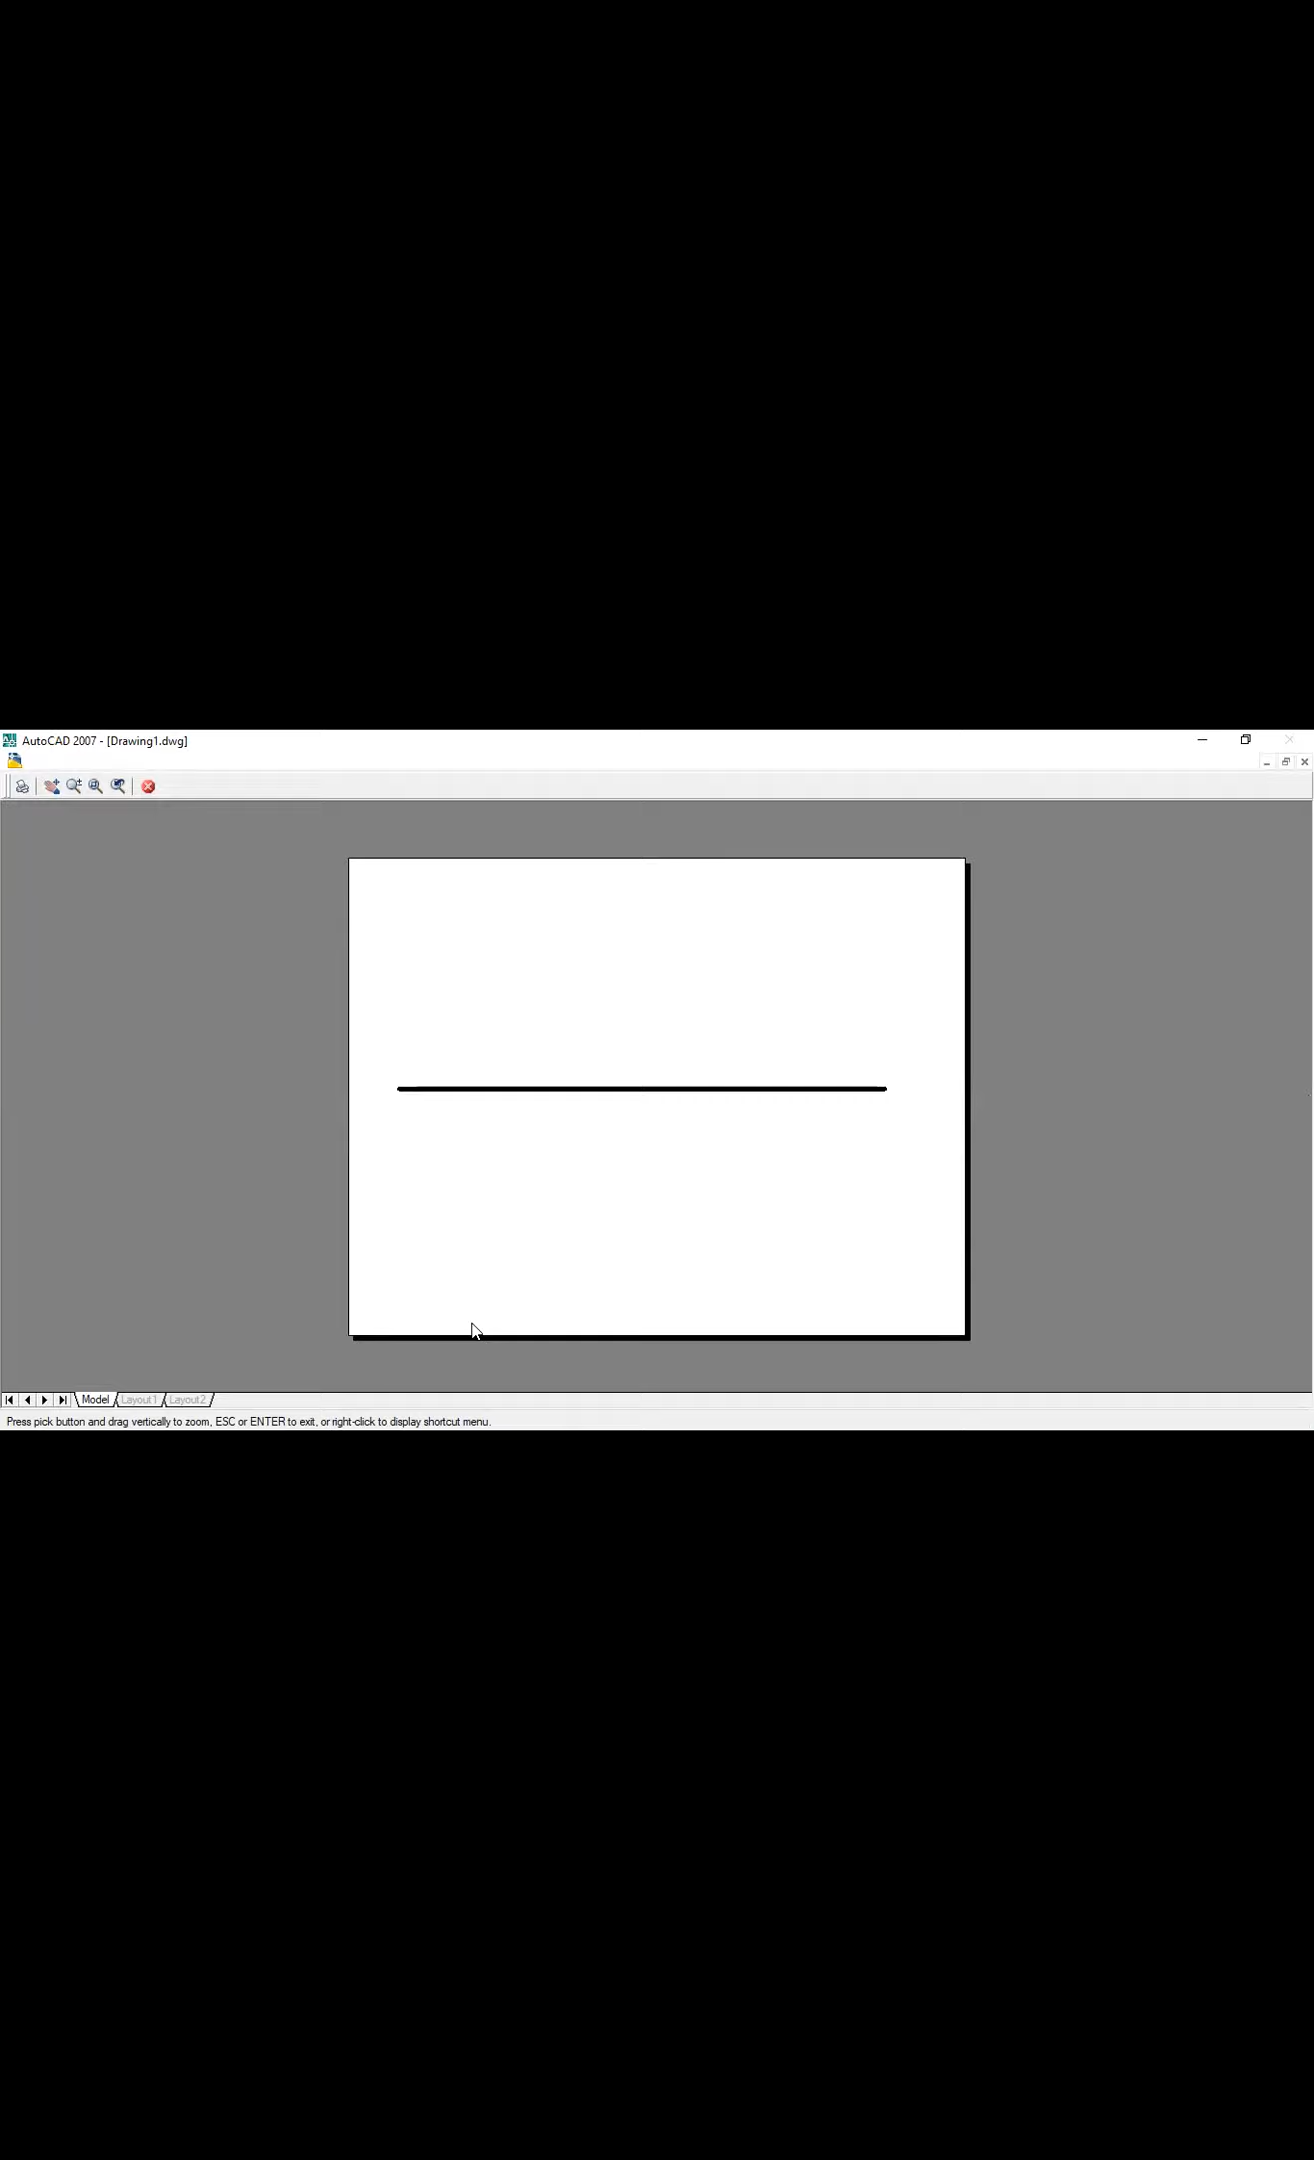 AutoCAD 2007 - [Drawing1.dwg]
Model Layout1 Layout2
Press pick button and drag vertically to zoom, ESC or ENTER to exit, or right-click to display shortcut menu.